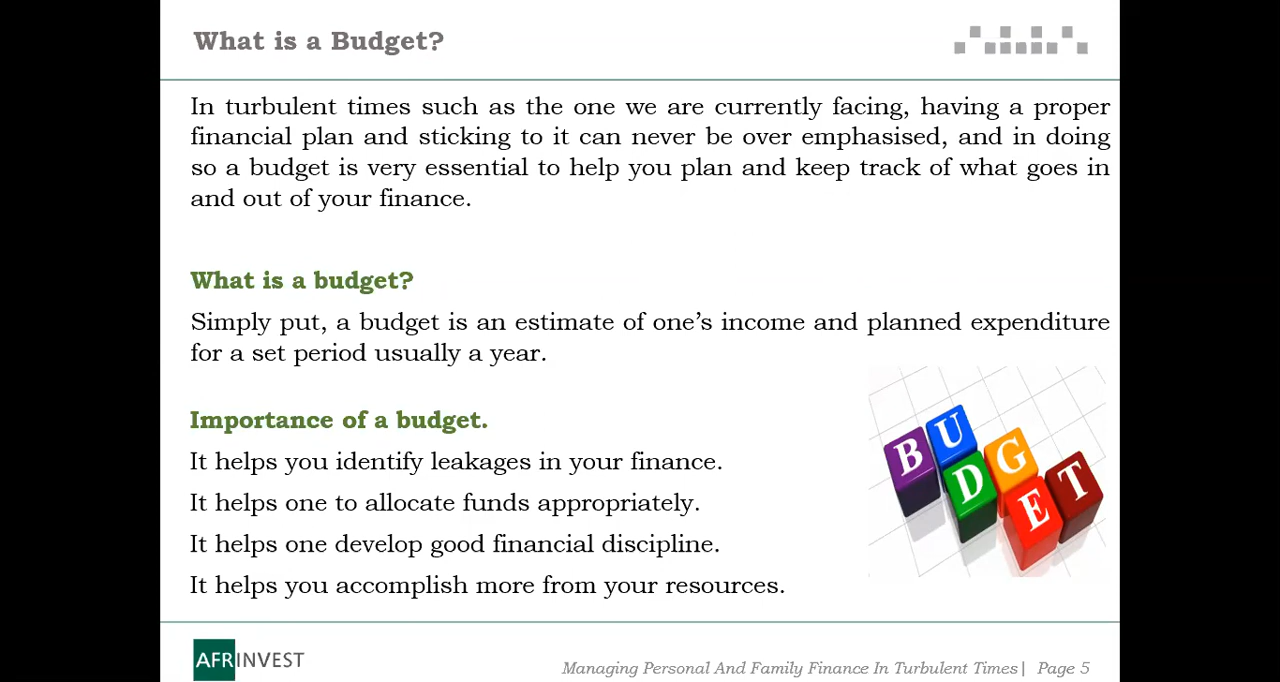 What is a Budget?
In turbulent times such as the one we are currently facing, having a proper
financial plan and sticking to it can never be over emphasised, and in doing
so a budget is very essential to help you plan and keep track of what goes in
and out of your finance.
What is a budget?
Simply put, a budget is an estimate of one’s income and planned expenditure
for a set period usually a year.
Importance of a budget.
It helps you identify leakages in your finance.
It helps one to allocate funds appropriately.
It helps one develop good financial discipline.
It helps you accomplish more from your resources.
BUDGET
AFRINVEST
Managing Personal And Family Finance In Turbulent Times| Page 5